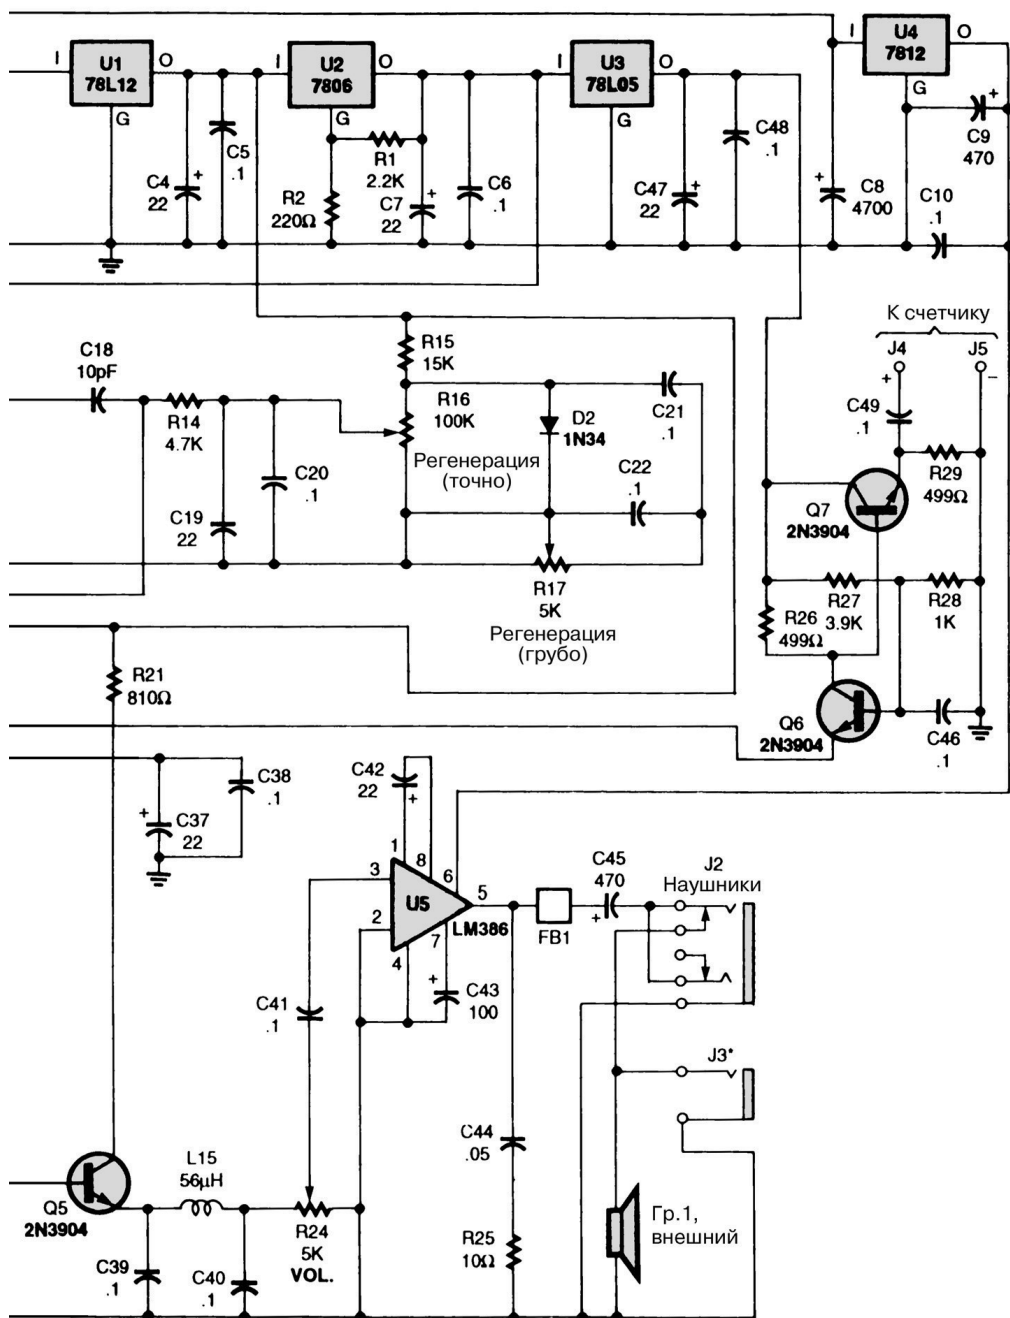 I
U1
78L12
O
G
I
U2
7806
O
G
I
U3
78L05
O
G
I
U4
7812
O
G
C5
.1
C4
22
R1
2.2K
R2
220Ω
C7
22
+
C6
.1
C47
22
+
C48
.1
+
C8
4700
+
C9
470
C10
.1
+
К счетчику
J4
J5
+
–
C18
10pF
R14
4.7K
C19
22
C20
.1
R15
15K
R16
100K
Регенерация
(точно)
D2
1N34
C21
.1
C22
.1
R17
5K
Регенерация
(грубо)
C49
.1
R29
499Ω
Q7
2N3904
R27
3.9K
R28
1K
R26
499Ω
Q6
2N3904
C46
.1
R21
810Ω
C38
.1
+
C37
22
C42
22
+
1
8
6
3
2
5
7
4
U5
LM386
C43
100
+
C41
.1
FB1
C45
470
+
J2
Наушники
J3*
C44
.05
R25
10Ω
Гр.1,
внешний
Q5
2N3904
L15
56μH
R24
5K
VOL.
C39
.1
C40
.1